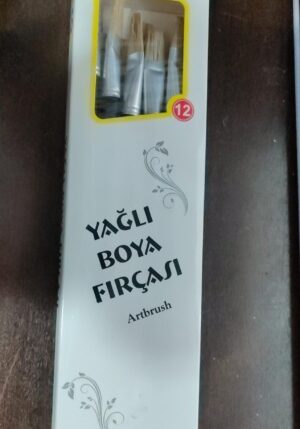 12
YAĞLI
BOYA
FIRÇASI
Artbrush